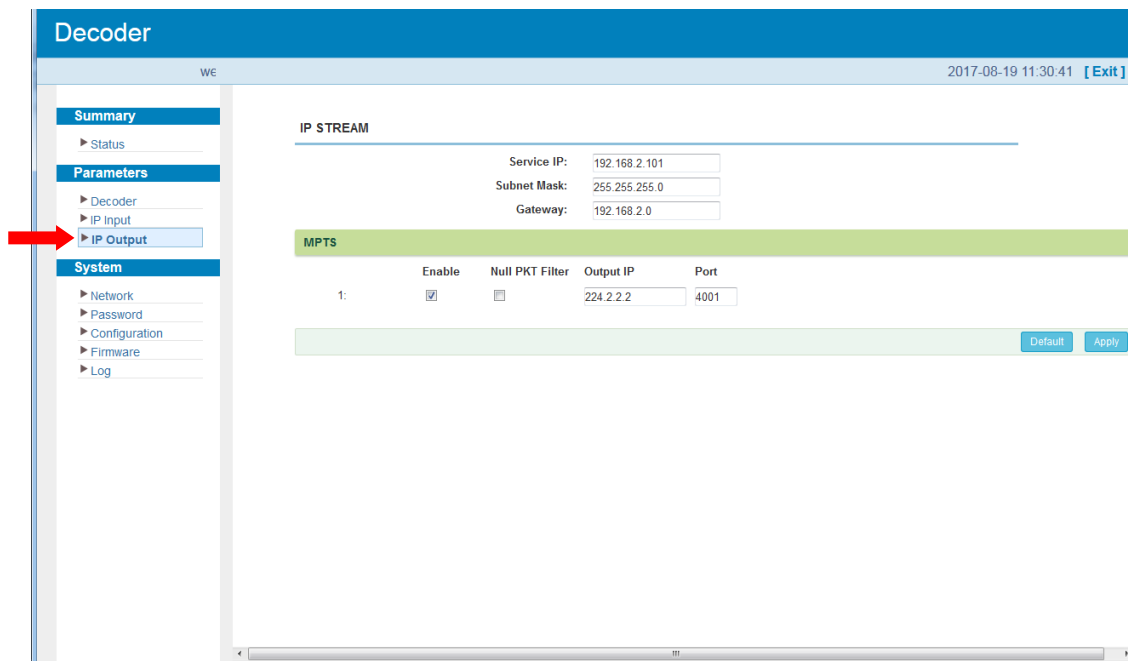 Decoder
we
2017-08-19 11:30:41 [ Exit ]
Summary
Status
Parameters
Decoder
IP Input
IP Output
System
Network
Password
Configuration
Firmware
Log
IP STREAM
Service IP: 192.168.2.101
Subnet Mask: 255.255.255.0
Gateway: 192.168.2.0
MPTS
Enable Null PKT Filter Output IP Port
1: 224.2.2.2 4001
Default Apply